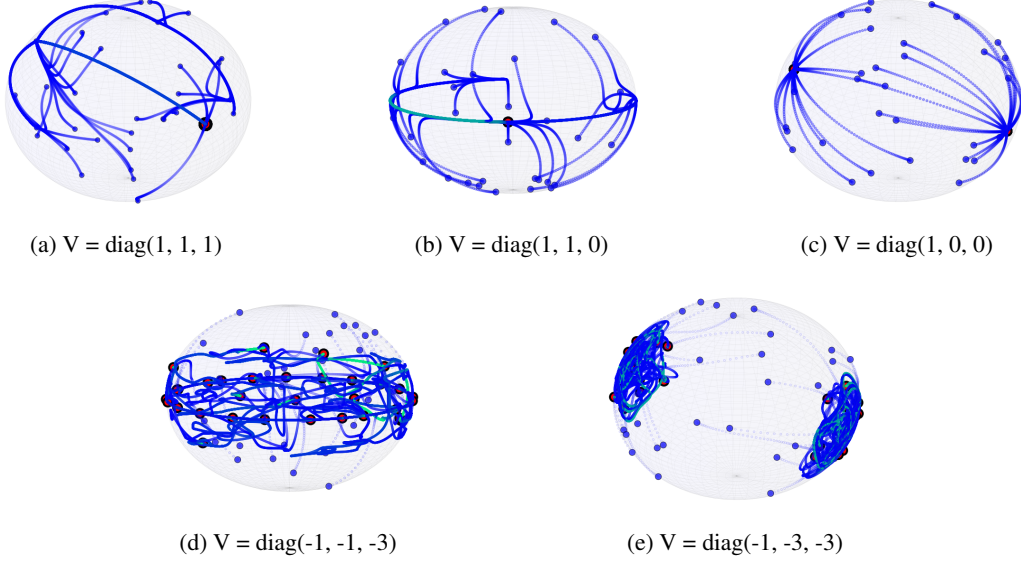 (a) V = diag(1, 1, 1)
(b) V = diag(1, 1, 0)
(c) V = diag(1, 0, 0)
(d) V = diag(-1, -1, -3)
(e) V = diag(-1, -3, -3)